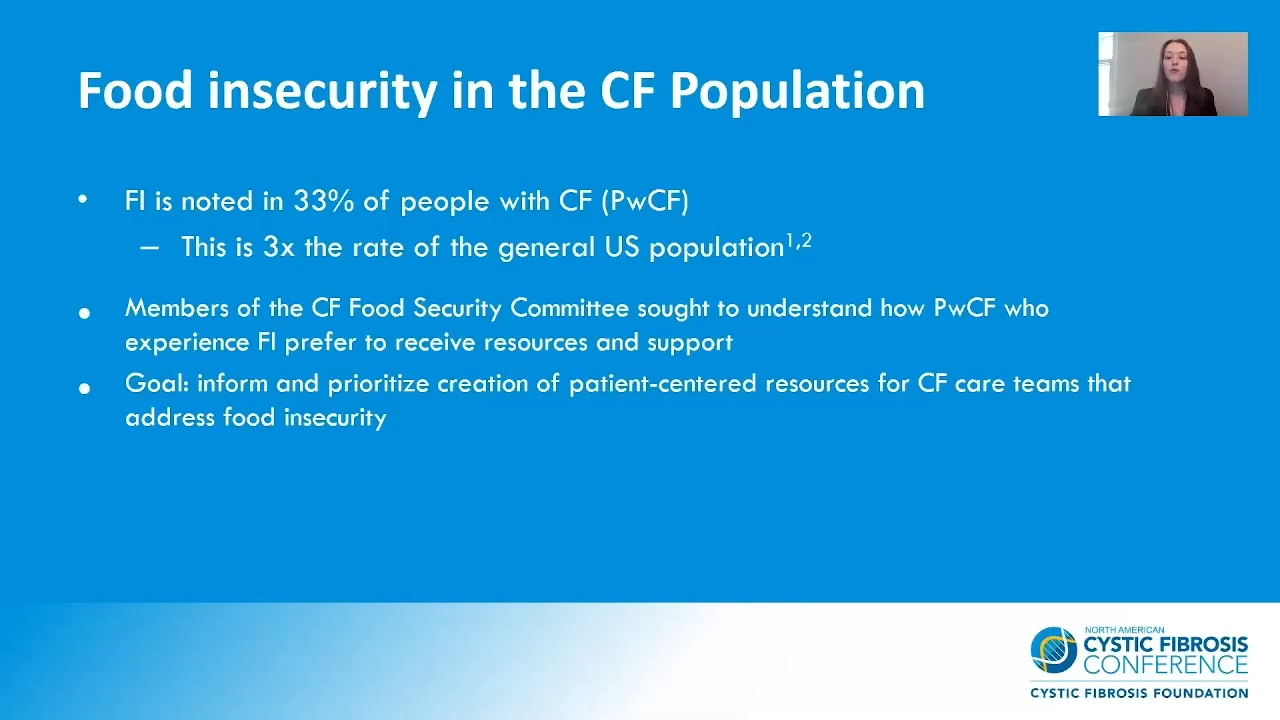 Food insecurity in the CF Population
• FI is noted in 33% of people with CF (PwCF)
– This is 3x the rate of the general US population1,2
• Members of the CF Food Security Committee sought to understand how PwCF who
experience FI prefer to receive resources and support
• Goal: inform and prioritize creation of patient-centered resources for CF care teams that
address food insecurity
NORTH AMERICAN
CYSTIC FIBROSIS
CONFERENCE
CYSTIC FIBROSIS FOUNDATION